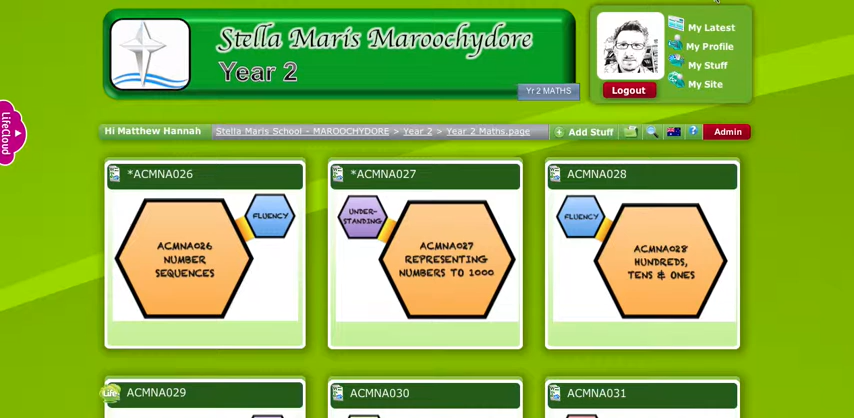 Stella Maris Maroochydore
Year 2
Yr 2 MATHS
My Latest
My Profile
My Stuff
My Site
Logout
LifeCloud
Hi Matthew Hannah
Stella Maris School - MAROOCHYDORE > Year 2 > Year 2 Maths.page
Add Stuff
Admin
*ACMNA026
FLUENCY
ACMNA026
NUMBER
SEQUENCES
*ACMNA027
UNDER-
STANDING
ACMNA027
REPRESENTING
NUMBERS TO 1000
ACMNA028
FLUENCY
ACMNA028
HUNDREDS,
TENS & ONES
Life
ACMNA029
ACMNA030
ACMNA031